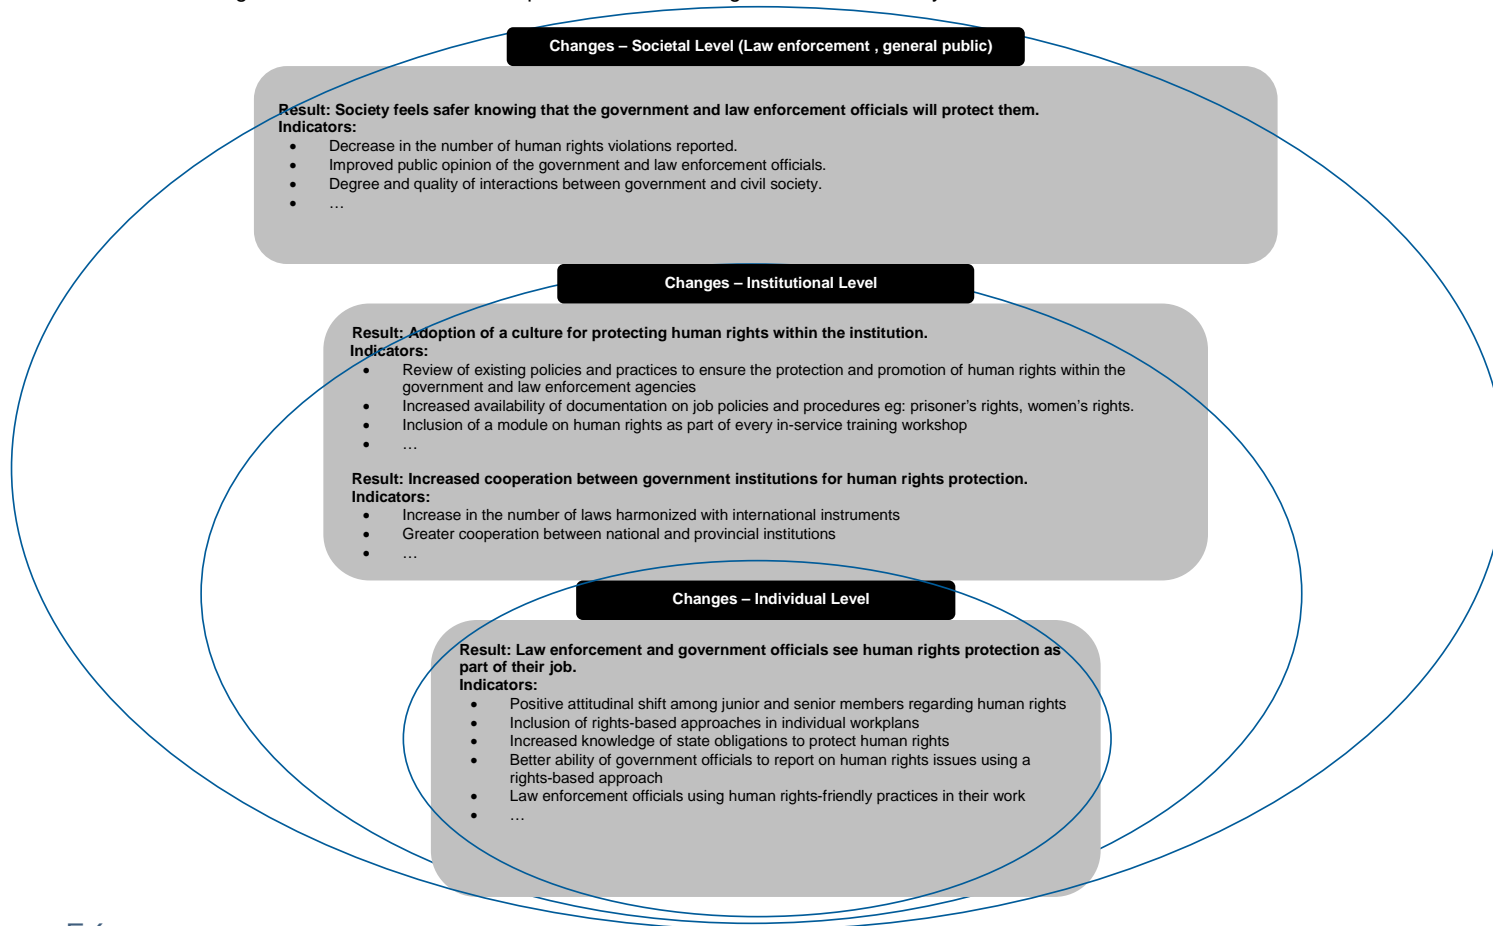 Changes – Societal Level (Law enforcement , general public)
Result: Society feels safer knowing that the government and law enforcement officials will protect them.
Indicators:
• Decrease in the number of human rights violations reported.
• Improved public opinion of the government and law enforcement officials.
• Degree and quality of interactions between government and civil society.
• …
Changes – Institutional Level
Result: Adoption of a culture for protecting human rights within the institution.
Indicators:
• Review of existing policies and practices to ensure the protection and promotion of human rights within the
government and law enforcement agencies
• Increased availability of documentation on job policies and procedures eg: prisoner’s rights, women’s rights.
• Inclusion of a module on human rights as part of every in-service training workshop
• …
Result: Increased cooperation between government institutions for human rights protection.
Indicators:
• Increase in the number of laws harmonized with international instruments
• Greater cooperation between national and provincial institutions
• …
Changes – Individual Level
Result: Law enforcement and government officials see human rights protection as
part of their job.
Indicators:
• Positive attitudinal shift among junior and senior members regarding human rights
• Inclusion of rights-based approaches in individual workplans
• Increased knowledge of state obligations to protect human rights
• Better ability of government officials to report on human rights issues using a
rights-based approach
• Law enforcement officials using human rights-friendly practices in their work
• …